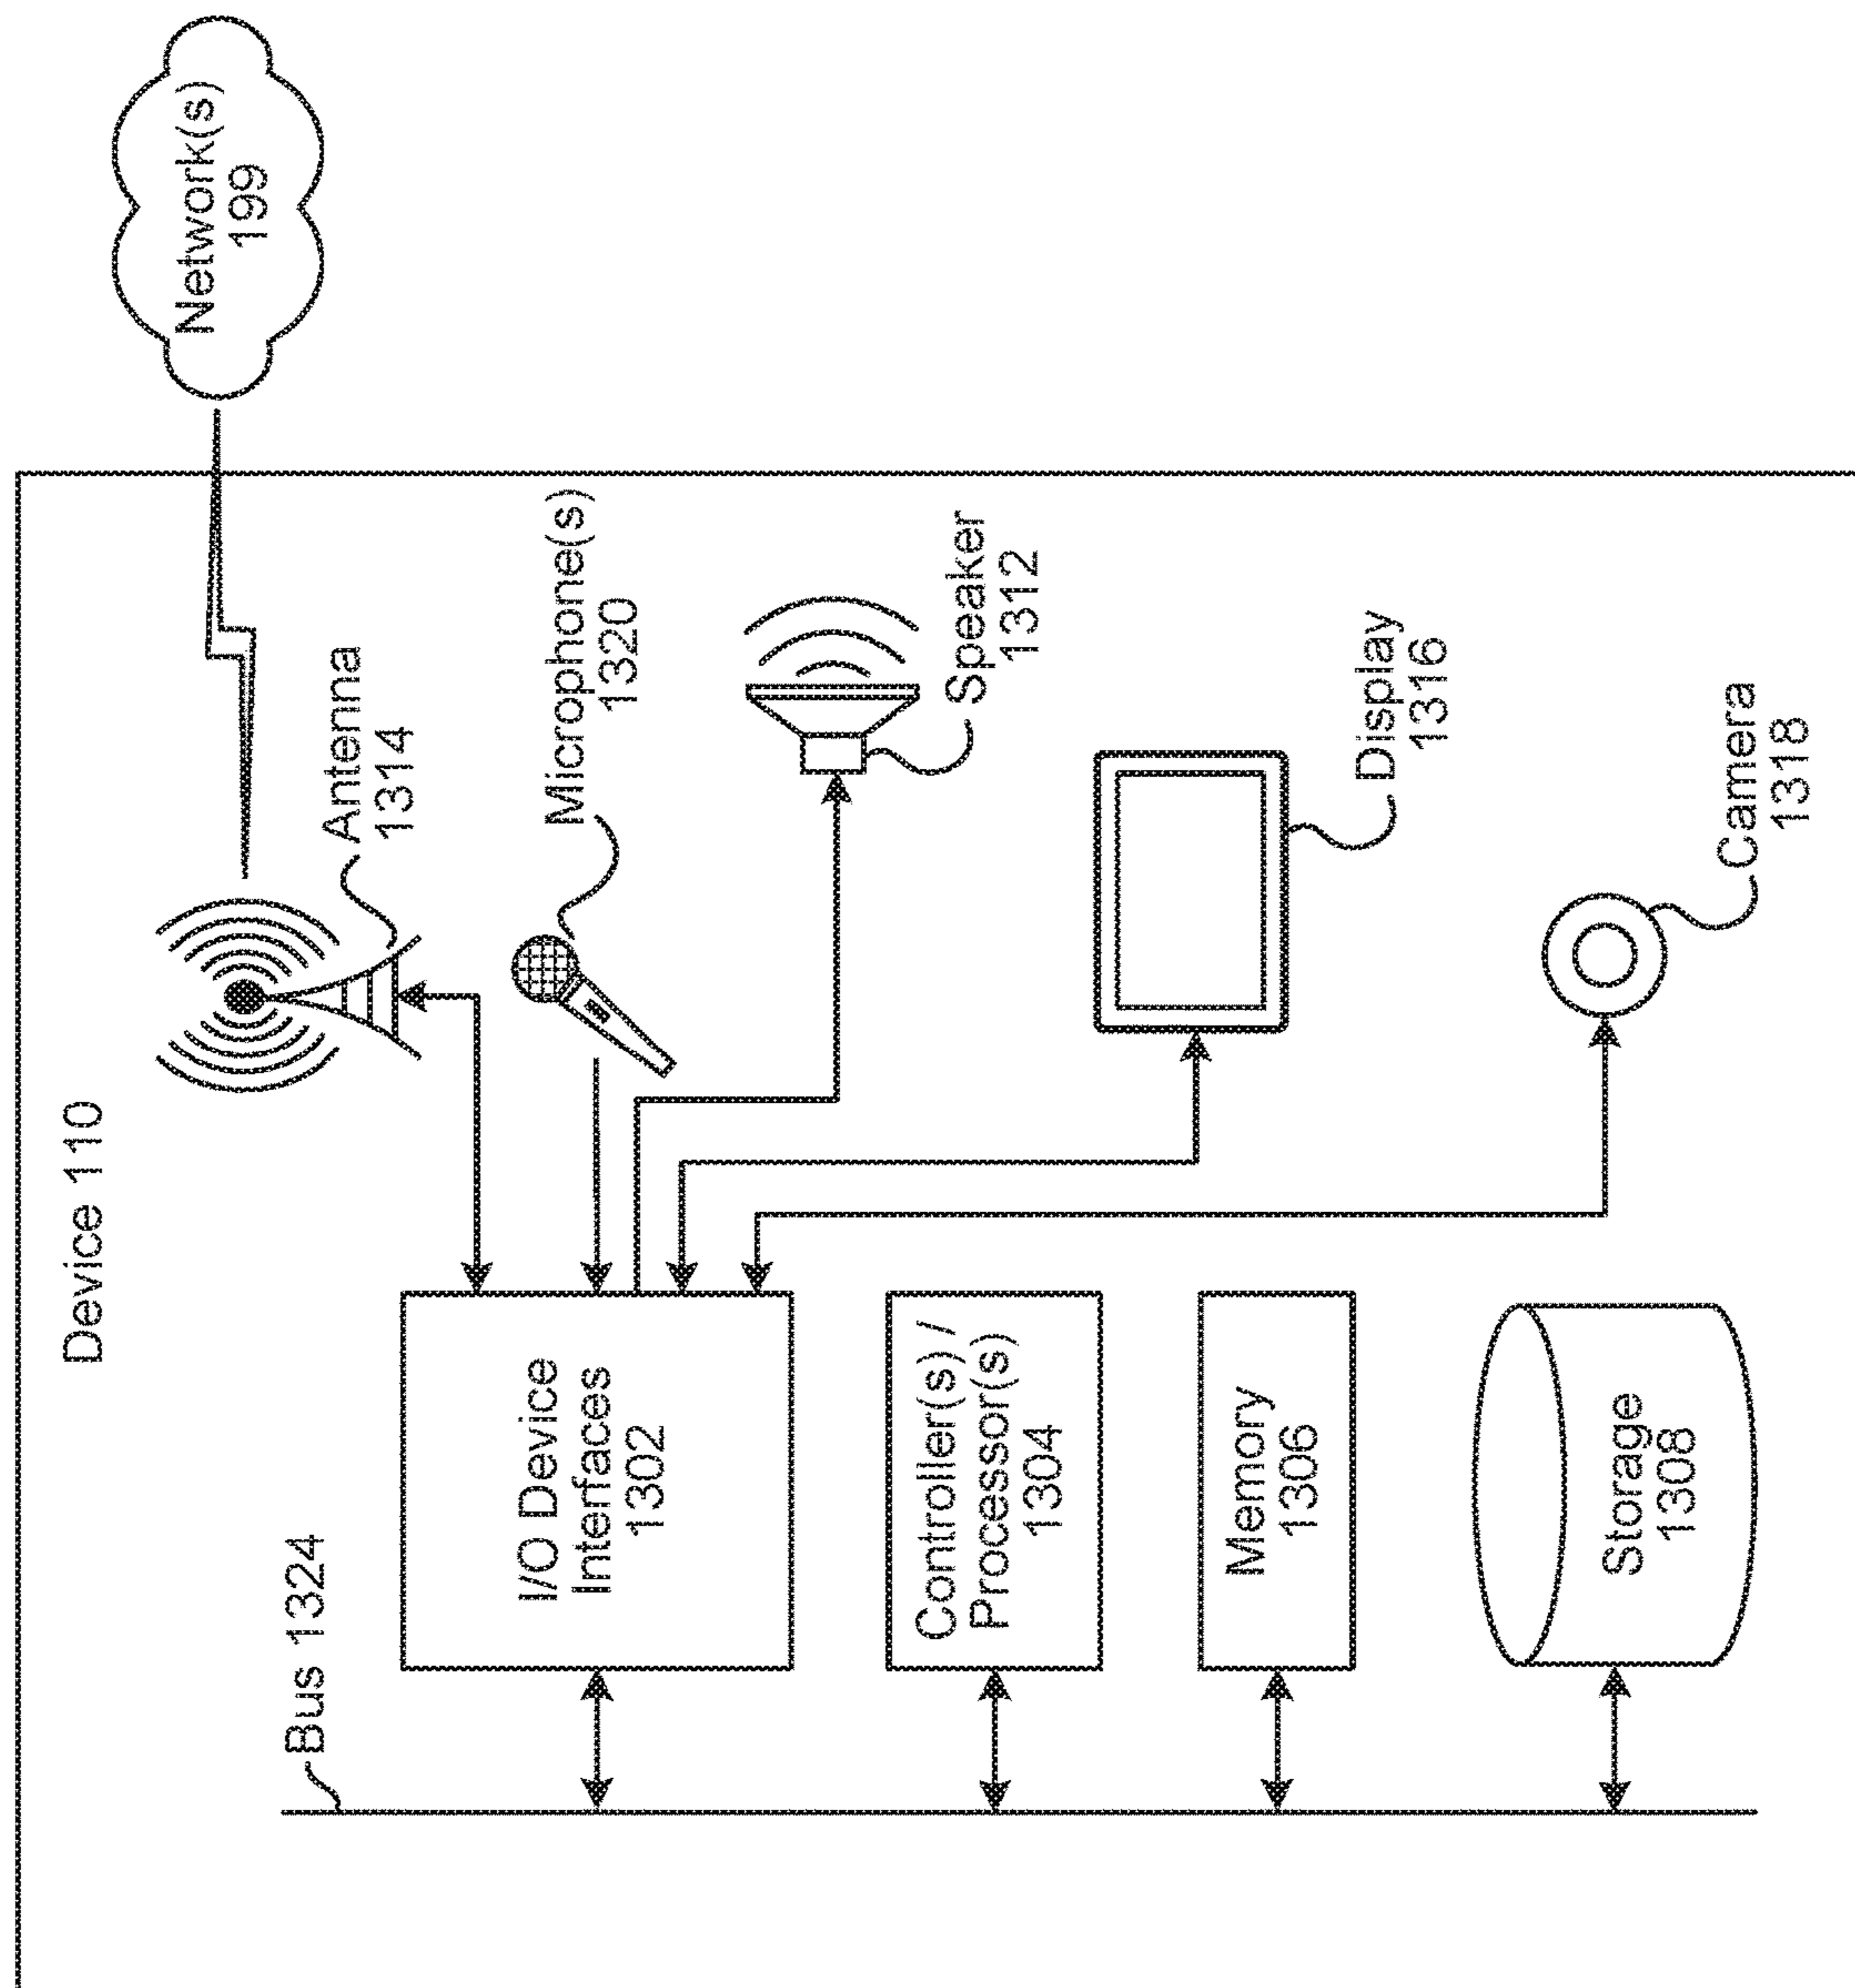 Device 110
Network(s)
199
Bus 1324
Antenna
1314
I/O Device
Interfaces
1302
Microphone(s)
1320
Speaker
1312
Controller(s) /
Processor(s)
1304
Display
1316
Memory
1306
Storage
1308
Camera
1318